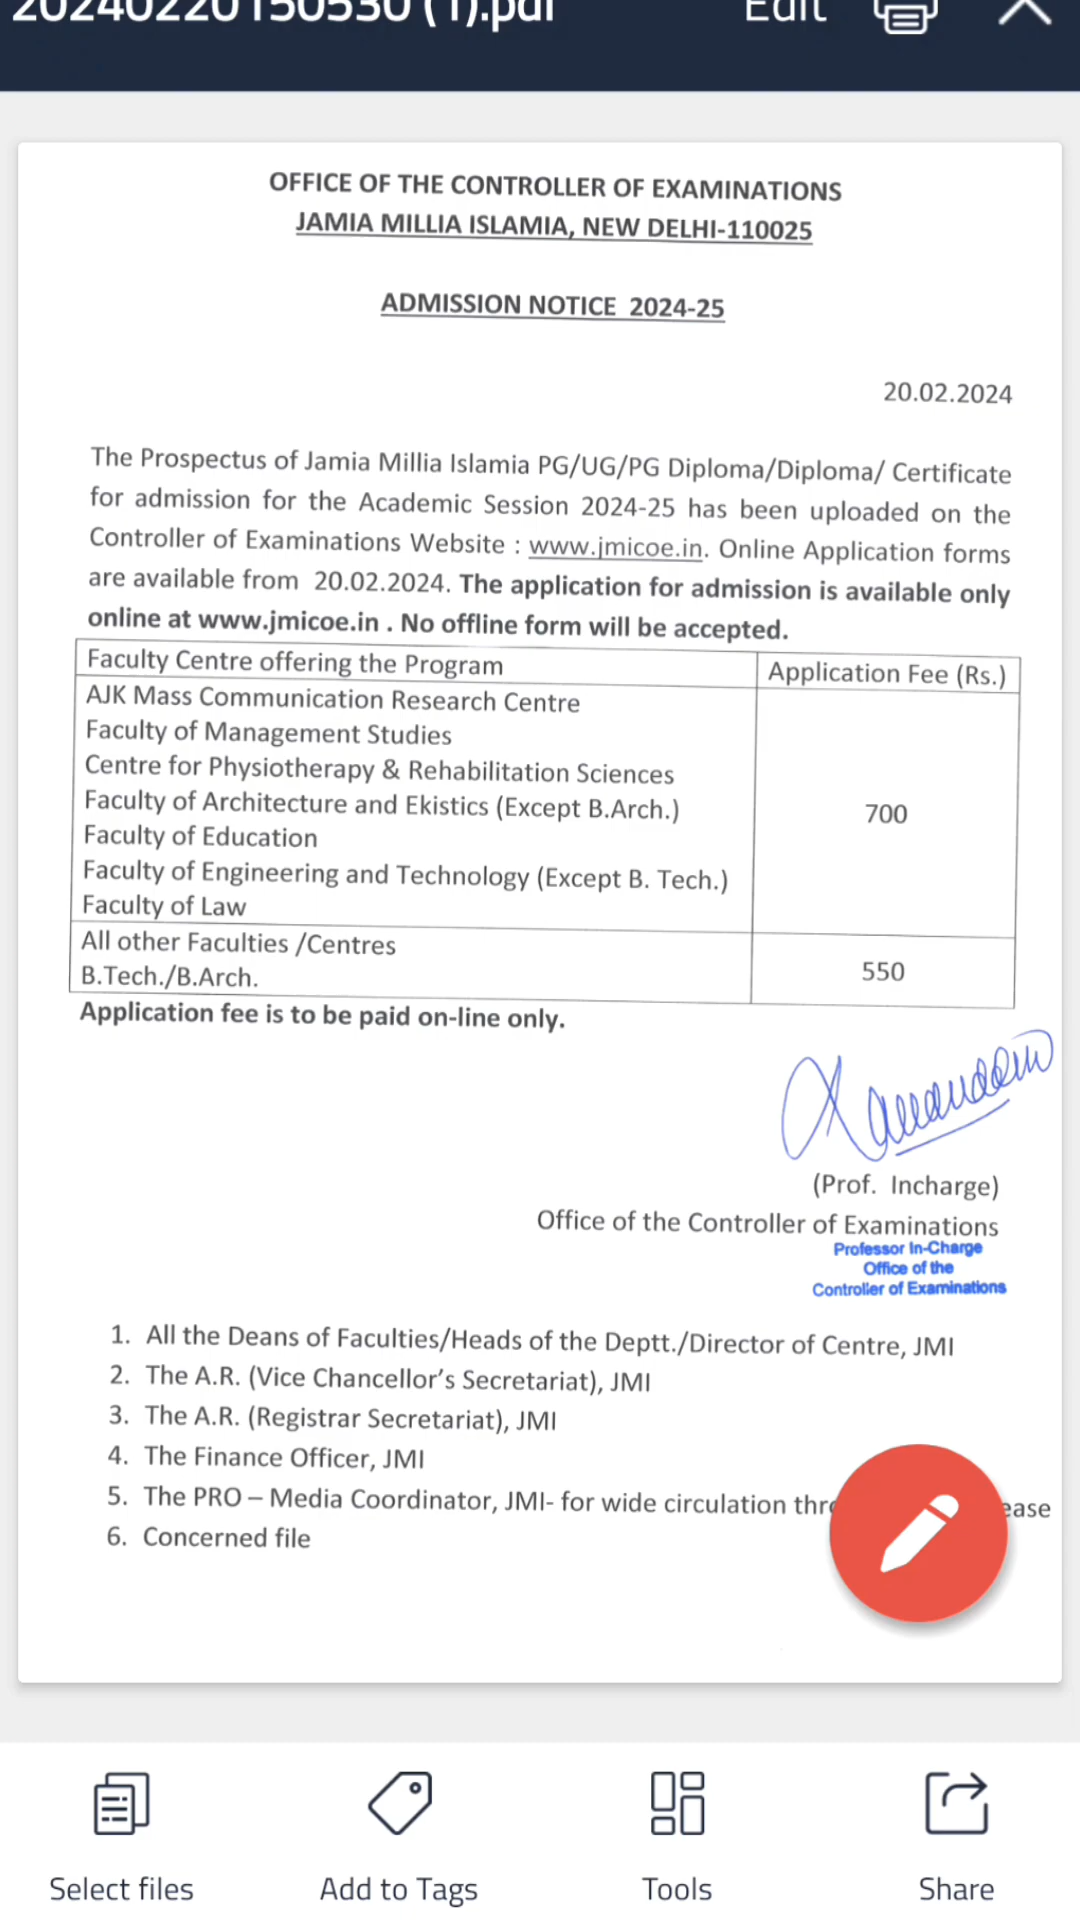 Edit
OFFICE OF THE CONTROLLER OF EXAMINATIONS
JAMIA MILLIA ISLAMIA, NEW DELHI-110025
ADMISSION NOTICE 2024-25
20.02.2024
The Prospectus of Jamia Millia Islamia PG/UG/PG Diploma/Diploma/ Certificate
for admission for the Academic Session 2024-25 has been uploaded on the
Controller of Examinations Website : www.jmicoe.in. Online Application forms
are available from 20.02.2024. The application for admission is available only
online at www.jmicoe.in . No offline form will be accepted.
Faculty Centre offering the Program Application Fee (Rs.)
AJK Mass Communication Research Centre
Faculty of Management Studies
Centre for Physiotherapy & Rehabilitation Sciences
Faculty of Architecture and Ekistics (Except B.Arch.)
700
Faculty of Education
Faculty of Engineering and Technology (Except B. Tech.)
Faculty of Law
All other Faculties /Centres
550
B.Tech./B.Arch.
Application fee is to be paid on-line only.
(Prof. Incharge)
Office of the Controller of Examinations
Professor In-Charge
Office of the
Controller of Examinations
1. All the Deans of Faculties/Heads of the Deptt./Director of Centre, JMI
2. The A.R. (Vice Chancellor's Secretariat), JMI
3. The A.R. (Registrar Secretariat), JMI
4. The Finance Officer, JMI
5. The PRO – Media Coordinator, JMI- for wide circulation
6. Concerned file
Select files
Add to Tags
Tools
Share